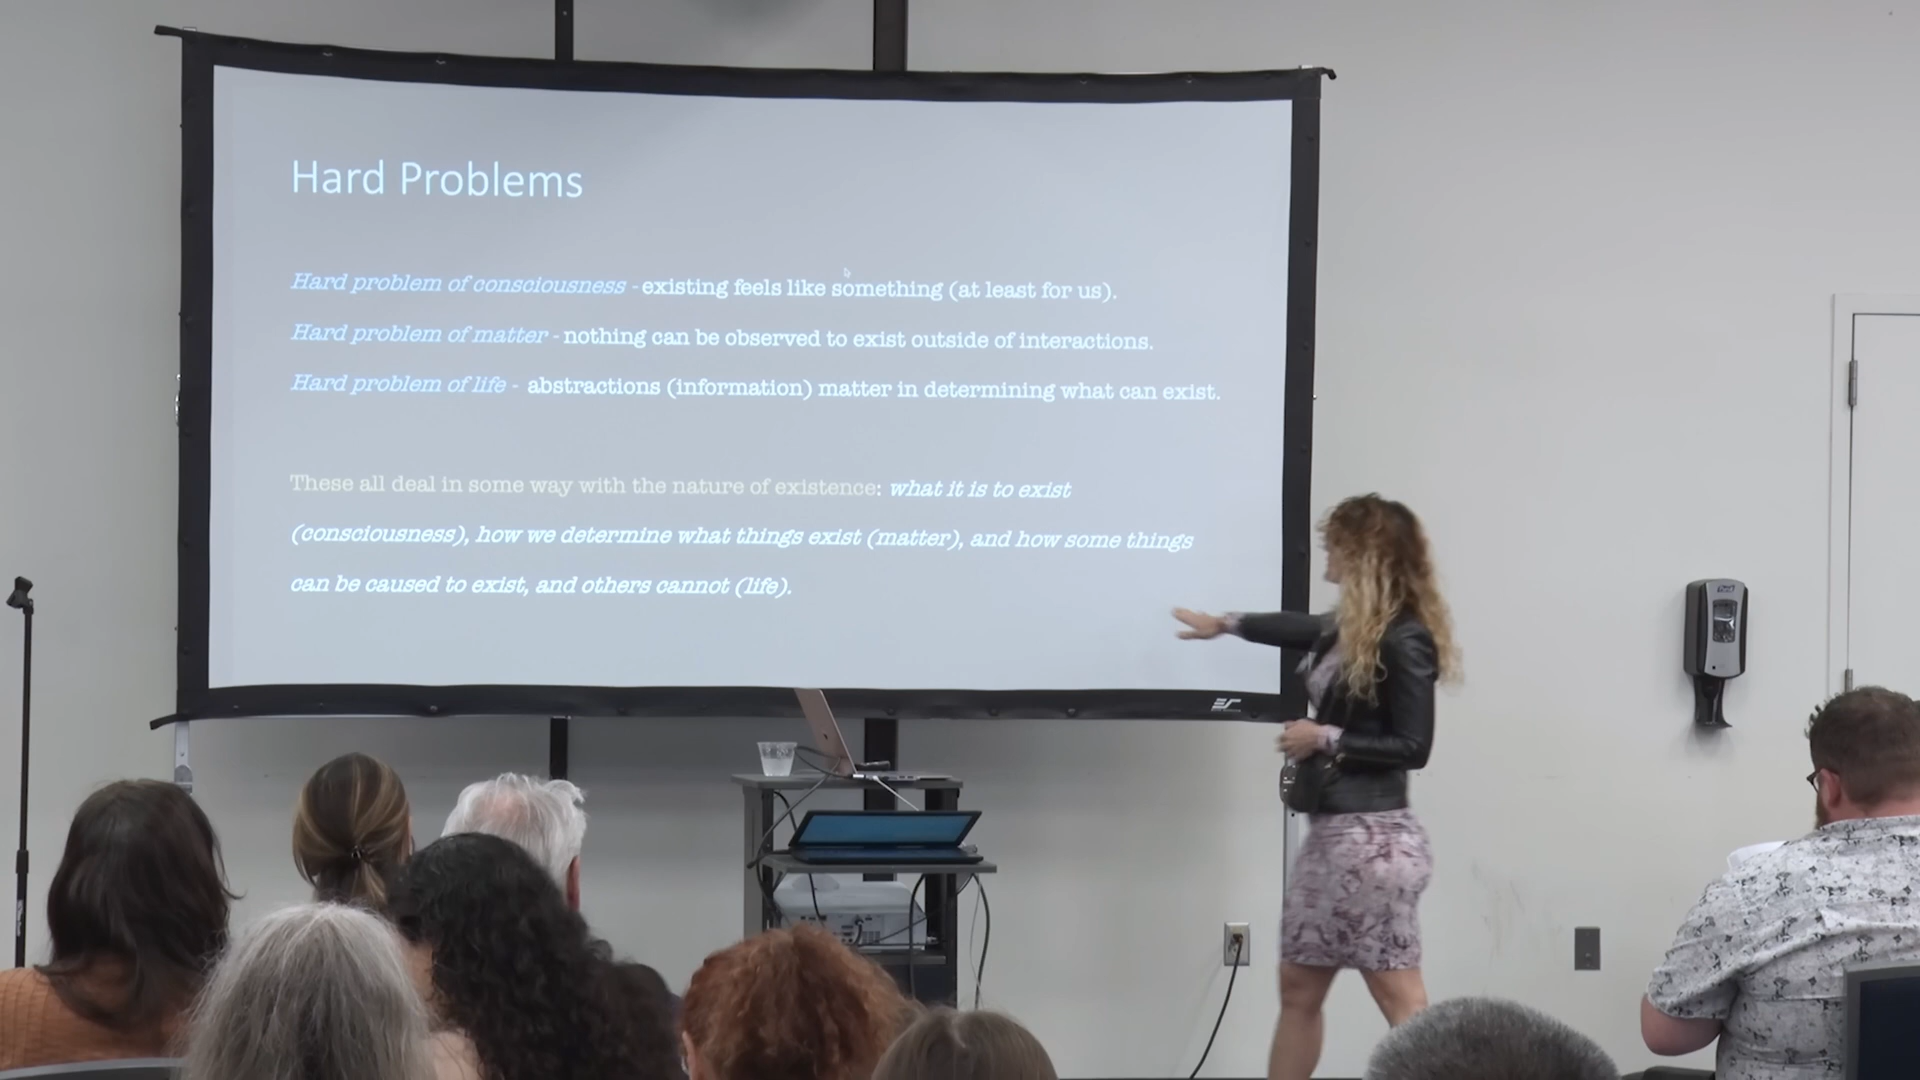 Hard Problems
Hard problem of consciousness - existing feels like something (at least for us).
Hard problem of matter - nothing can be observed to exist outside of interactions.
Hard problem of life - abstractions (information) matter in determining what can exist.
These all deal in some way with the nature of existence: what it is to exist
(consciousness), how we determine what things exist (matter), and how some things
can be caused to exist, and others cannot (life).